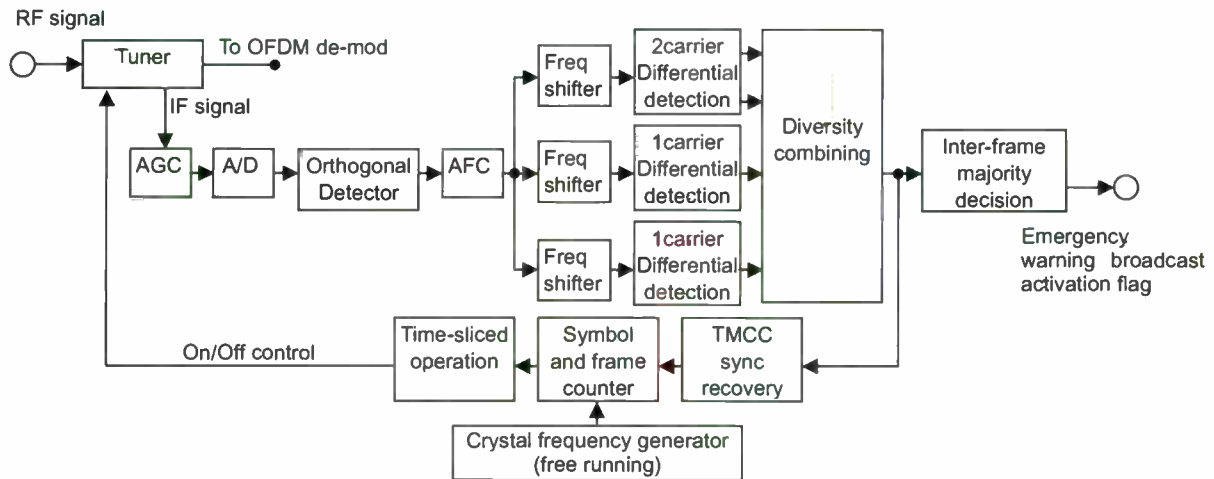 RF signal
Tuner
To OFDM de-mod
IF signal
AGC
A/D
Orthogonal
Detector
AFC
Freq
shifter
2carrier
Differential
detection
Freq
shifter
1carrier
Differential
detection
Freq
shifter
1carrier
Differential
detection
Diversity
combining
Inter-frame
majority
decision
Emergency
warning broadcast
activation flag
On/Off control
Time-sliced
operation
Symbol
and frame
counter
TMCC
sync
recovery
Crystal frequency generator
(free running)